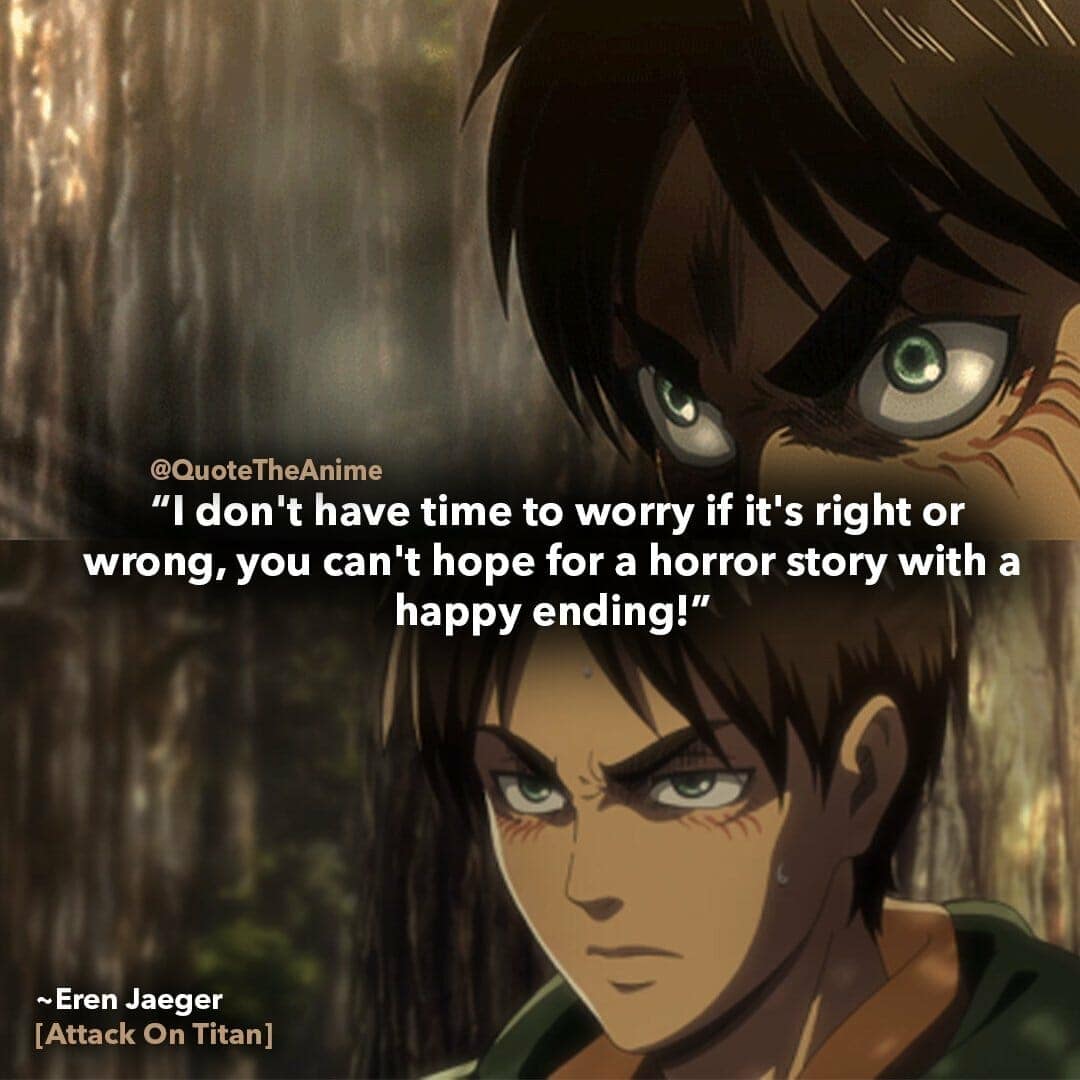 @QuoteTheAnime
“I don't have time to worry if it's right or
wrong, you can't hope for a horror story with a
happy ending!”
~Eren Jaeger
[Attack On Titan]